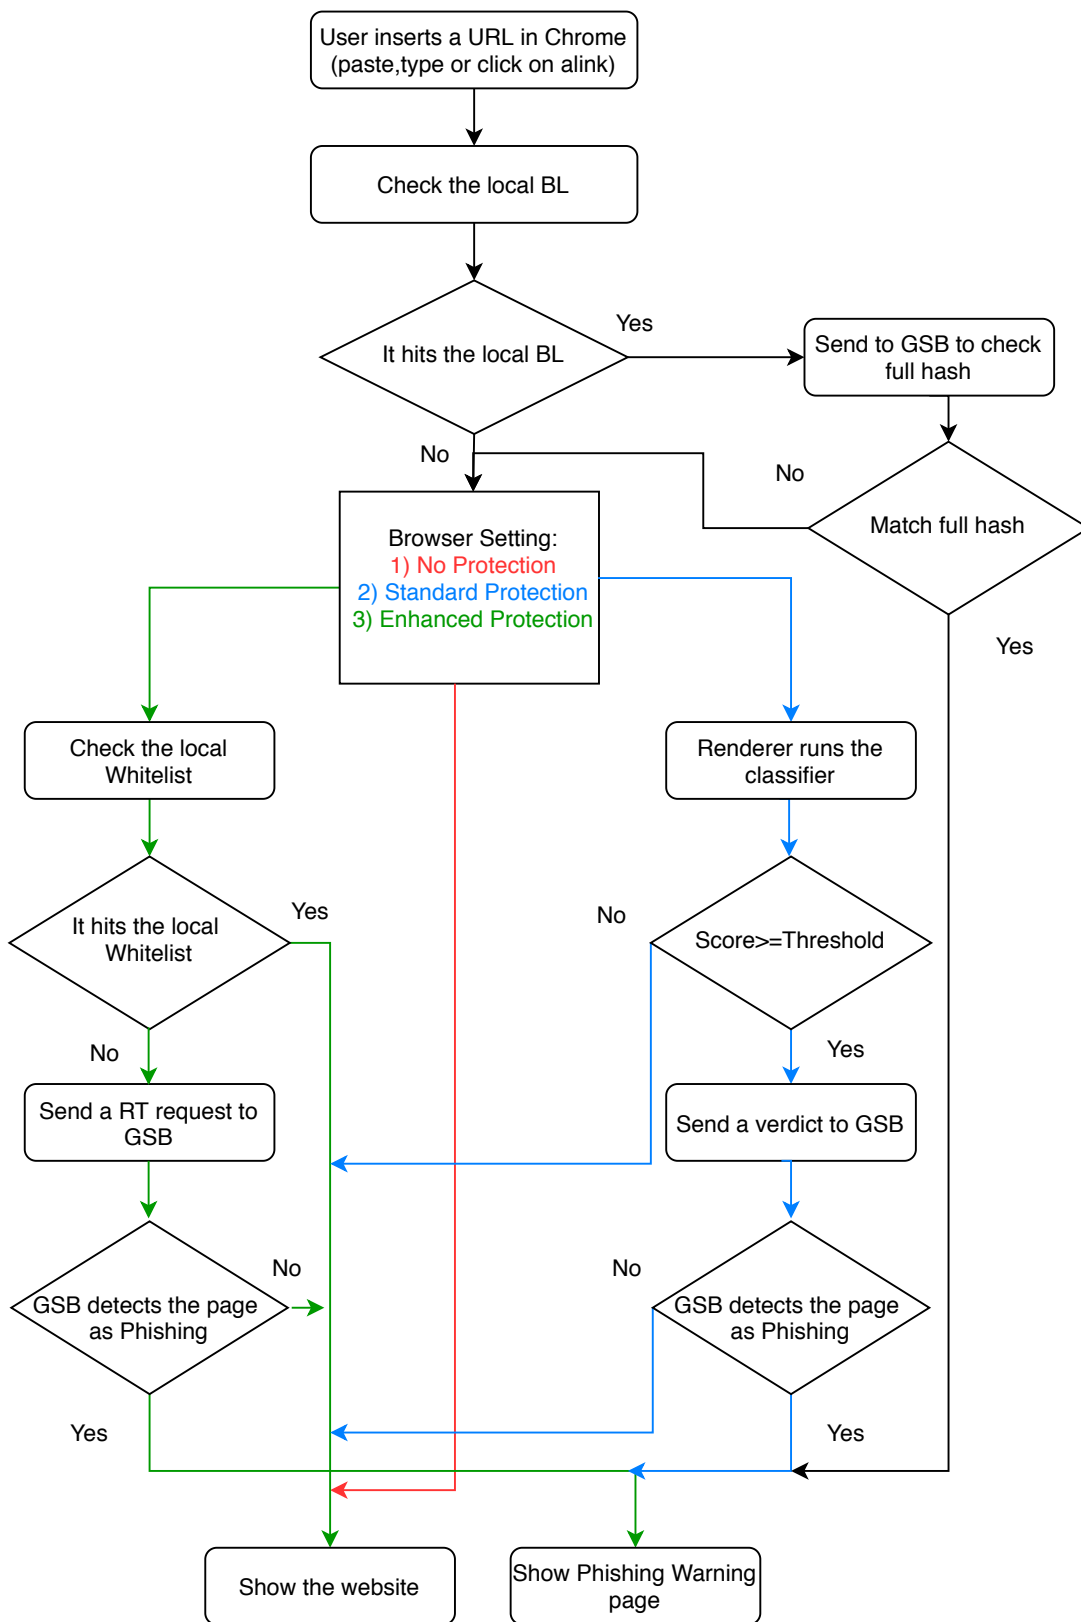 User inserts a URL in Chrome
(paste,type or click on alink)
Check the local BL
It hits the local BL
Yes
Send to GSB to check
full hash
No
No
Match full hash
Yes
Browser Setting:
1) No Protection
2) Standard Protection
3) Enhanced Protection
Check the local
Whitelist
Renderer runs the
classifier
It hits the local
Whitelist
Yes
No
Score>=Threshold
No
Yes
Send a RT request to
GSB
Send a verdict to GSB
GSB detects the page
as Phishing
No
No
GSB detects the page
as Phishing
Yes
Yes
Show the website
Show Phishing Warning
page